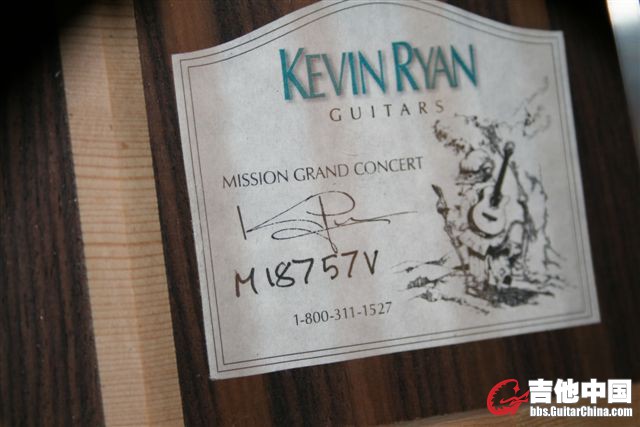 KEVIN RYAN
GUITARS
MISSION GRAND CONCERT
M18757V
1-800-311-1527
吉他中国
bbs.GuitarChina.com